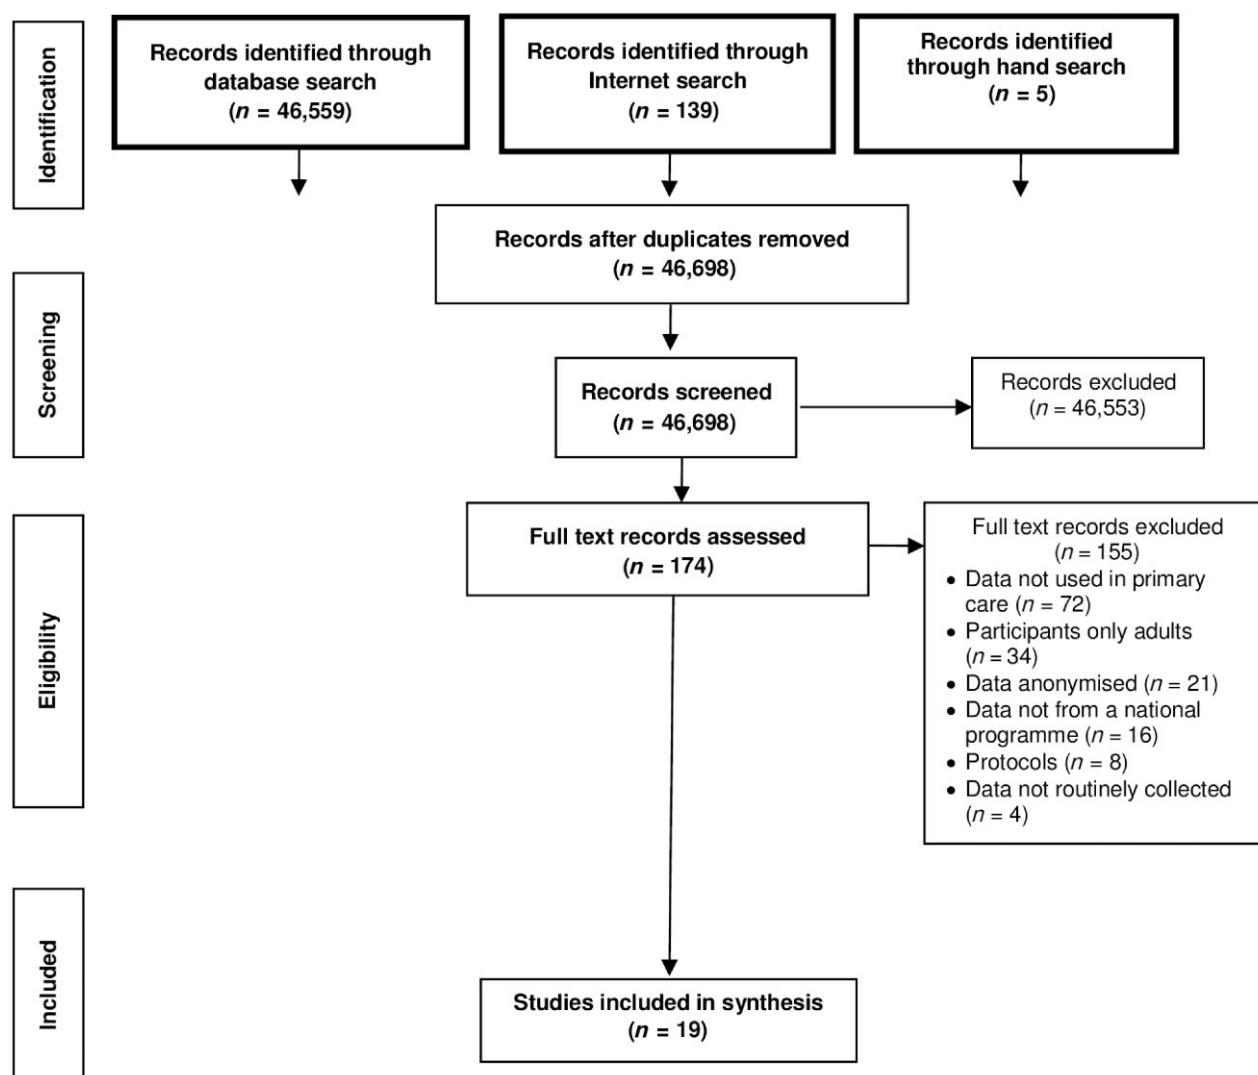 Identification
Records identified through
database search
(n = 46,559)
Records identified through
Internet search
(n = 139)
Records identified
through hand search
(n = 5)
Records after duplicates removed
(n = 46,698)
Screening
Records screened
(n = 46,698)
Records excluded
(n = 46,553)
Eligibility
Full text records assessed
(n = 174)
Full text records excluded
(n = 155)
• Data not used in primary
care (n = 72)
• Participants only adults
(n = 34)
• Data anonymised (n = 21)
• Data not from a national
programme (n = 16)
• Protocols (n = 8)
• Data not routinely collected
(n = 4)
Included
Studies included in synthesis
(n = 19)